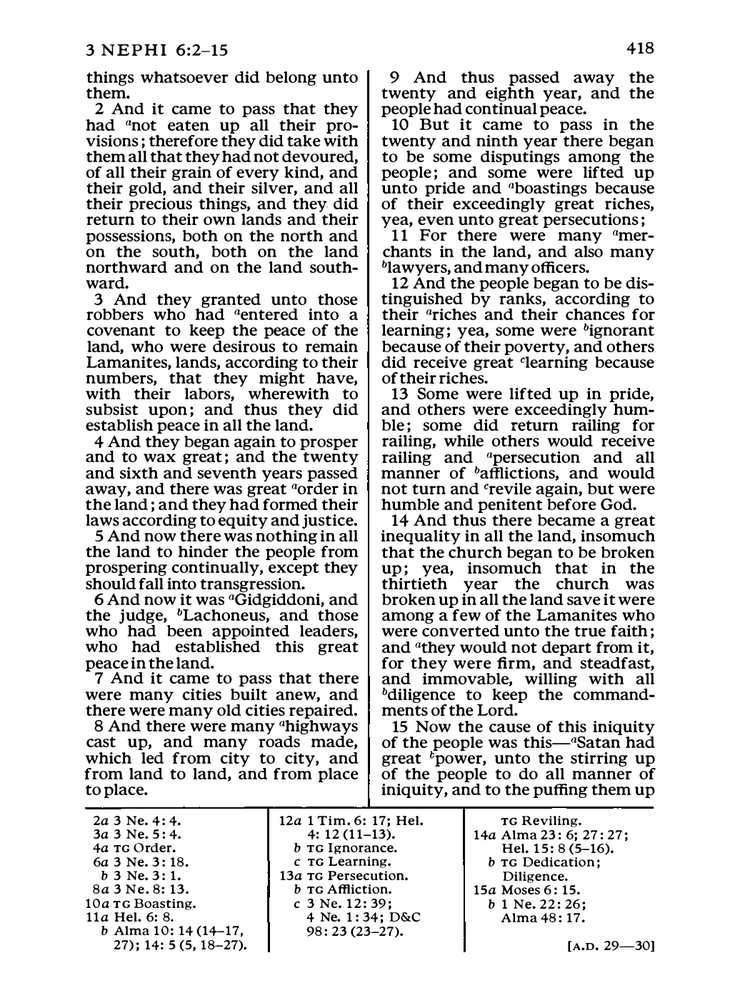 3 NEPHI 6:2–15
418
things whatsoever did belong unto
them.
2 And it came to pass that they
had ᵃnot eaten up all their pro-
visions; therefore they did take with
them all that they had not devoured,
of all their grain of every kind, and
their gold, and their silver, and all
their precious things, and they did
return to their own lands and their
possessions, both on the north and
on the south, both on the land
northward and on the land south-
ward.
3 And they granted unto those
robbers who had ᵃentered into a
covenant to keep the peace of the
land, who were desirous to remain
Lamanites, lands, according to their
numbers, that they might have,
with their labors, wherewith to
subsist upon; and thus they did
establish peace in all the land.
4 And they began again to prosper
and to wax great; and the twenty
and sixth and seventh years passed
away, and there was great ᵃorder in
the land; and they had formed their
laws according to equity and justice.
5 And now there was nothing in all
the land to hinder the people from
prospering continually, except they
should fall into transgression.
6 And now it was ᵃGidgiddoni, and
the judge, ᵇLachoneus, and those
who had been appointed leaders,
who had established this great
peace in the land.
7 And it came to pass that there
were many cities built anew, and
there were many old cities repaired.
8 And there were many ᵃhighways
cast up, and many roads made,
which led from city to city, and
from land to land, and from place
to place.
9 And thus passed away the
twenty and eighth year, and the
people had continual peace.
10 But it came to pass in the
twenty and ninth year there began
to be some disputings among the
people; and some were lifted up
unto pride and ᵃboastings because
of their exceedingly great riches,
yea, even unto great persecutions;
11 For there were many ᵃmer-
chants in the land, and also many
ᵇlawyers, and many officers.
12 And the people began to be dis-
tinguished by ranks, according to
their ᵃriches and their chances for
learning; yea, some were ᵇignorant
because of their poverty, and others
did receive great ᶜlearning because
of their riches.
13 Some were lifted up in pride,
and others were exceedingly hum-
ble; some did return railing for
railing, while others would receive
railing and ᵃpersecution and all
manner of ᵇafflictions, and would
not turn and ᶜrevile again, but were
humble and penitent before God.
14 And thus there became a great
inequality in all the land, insomuch
that the church began to be broken
up; yea, insomuch that in the
thirtieth year the church was
broken up in all the land save it were
among a few of the Lamanites who
were converted unto the true faith;
and ᵃthey would not depart from it,
for they were firm, and steadfast,
and immovable, willing with all
ᵇdiligence to keep the command-
ments of the Lord.
15 Now the cause of this iniquity
of the people was this—ᵃSatan had
great ᵇpower, unto the stirring up
of the people to do all manner of
iniquity, and to the puffing them up
2a 3 Ne. 4: 4.
3a 3 Ne. 5: 4.
4a TG Order.
6a 3 Ne. 3: 18.
b 3 Ne. 3: 1.
8a 3 Ne. 8: 13.
10a TG Boasting.
11a Hel. 6: 8.
b Alma 10: 14 (14–17,
27); 14: 5 (5, 18–27).
12a 1 Tim. 6: 17; Hel.
4: 12 (11–13).
b TG Ignorance.
c TG Learning.
13a TG Persecution.
b TG Affliction.
c 3 Ne. 12: 39;
4 Ne. 1: 34; D&C
98: 23 (23–27).
TG Reviling.
14a Alma 23: 6; 27: 27;
Hel. 15: 8 (5–16).
b TG Dedication;
Diligence.
15a Moses 6: 15.
b 1 Ne. 22: 26;
Alma 48: 17.
[A.D. 29—30]